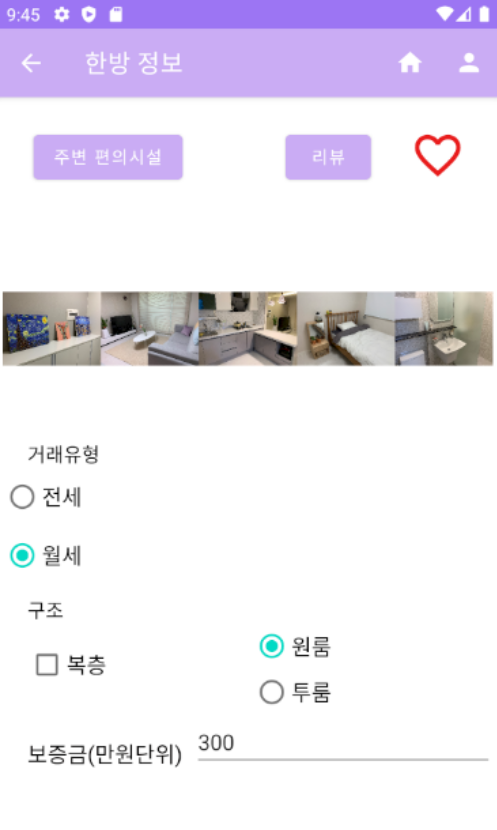 9:45
한방 정보
주변 편의시설
리뷰
거래유형
전세
월세
구조
복층
원룸
투룸
보증금(만원단위)
300